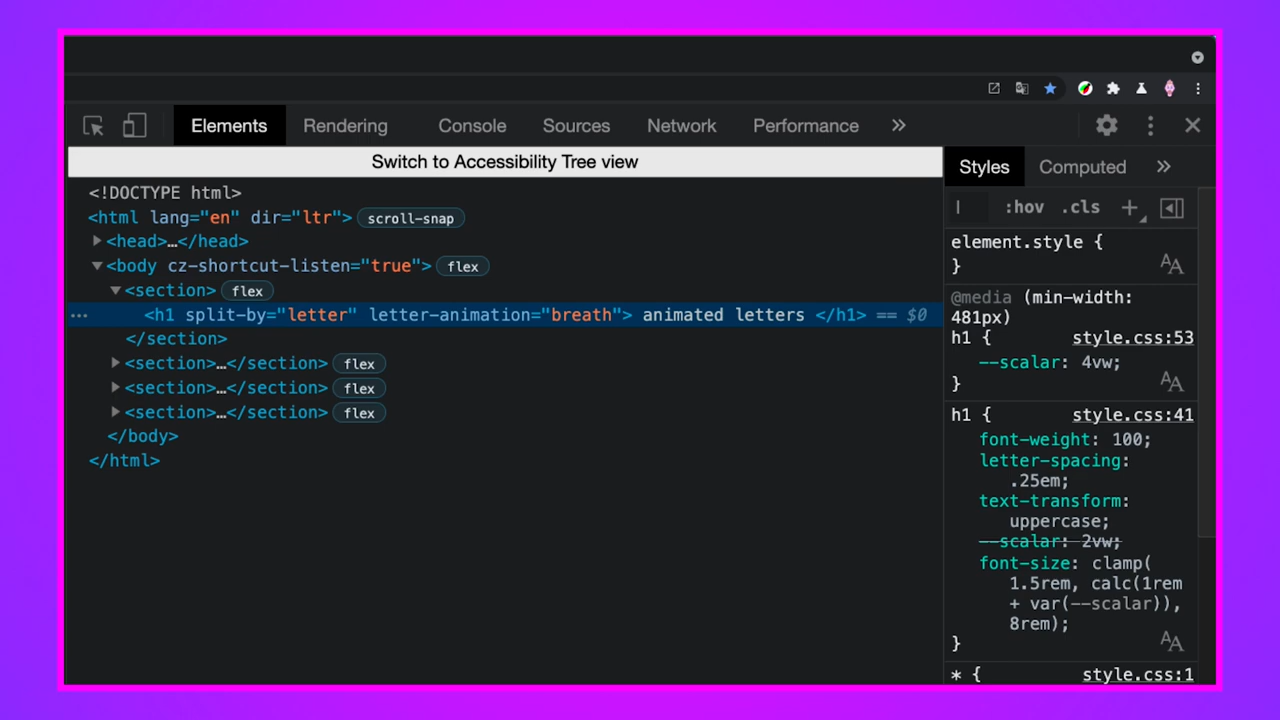 Elements Rendering Console Sources Network Performance »
Switch to Accessibility Tree view
<!DOCTYPE html>
<html lang="en" dir="ltr"> scroll-snap
<head>…</head>
<body cz-shortcut-listen="true"> flex
<section> flex
… <h1 split-by="letter" letter-animation="breath"> animated letters </h1> == $0
</section>
<section>…</section> flex
<section>…</section> flex
<section>…</section> flex
</body>
</html>
Styles Computed »
:hov .cls +
element.style {
}
@media (min-width:
481px)
h1 { style.css:53
--scalar: 4vw;
}
h1 { style.css:41
font-weight: 100;
letter-spacing:
.25em;
text-transform:
uppercase;
--scalar: 2vw;
font-size: clamp(
1.5rem, calc(1rem
+ var(--scalar)),
8rem);
}
* { style.css:1